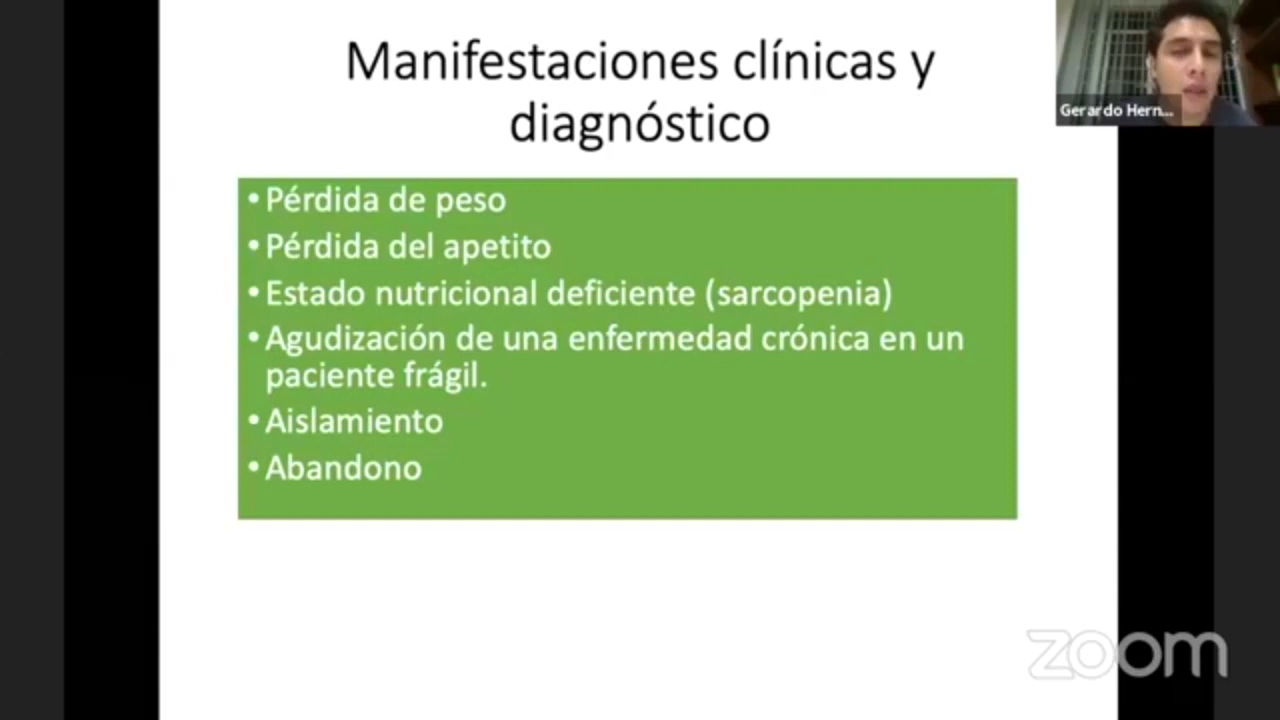 Manifestaciones clínicas y
diagnóstico
Gerardo Hern...
• Pérdida de peso
• Pérdida del apetito
• Estado nutricional deficiente (sarcopenia)
• Agudización de una enfermedad crónica en un
paciente frágil.
• Aislamiento
• Abandono
zoom